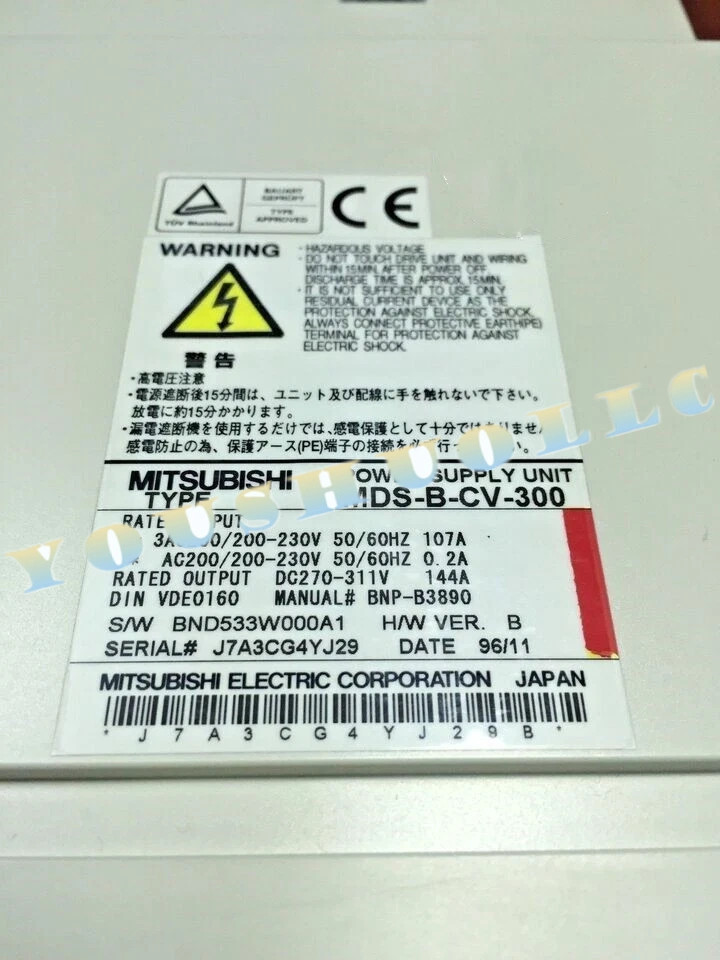 TÜV Rheinland
BAUART
GEPRÜFT
TYPE
APPROVED
CE
WARNING
・HAZARDOUS VOLTAGE
・DO NOT TOUCH DRIVE UNIT AND WIRING
WITHIN 15MIN. AFTER POWER OFF.
DISCHARGE TIME IS APPROX. 15MIN.
・IT IS NOT SUFFICIENT TO USE ONLY
RESIDUAL CURRENT DEVICE AS THE
PROTECTION AGAINST ELECTRIC SHOCK.
ALWAYS CONNECT PROTECTIVE EARTH(PE)
TERMINAL FOR PROTECTION AGAINST
ELECTRIC SHOCK.
警告
・高電圧注意
・電源遮断後15分間は、ユニット及び配線に手を触れないで下さい。
放電に約15分かかります。
・漏電遮断機を使用するだけでは、感電保護として十分ではありません
感電防止の為、保護アース(PE)端子の接続を必
MITSUBISHI SUPPLY UNIT
TYPE MDS-B-CV-300
200/200-230V 50/60HZ 107A
AC200/200-230V 50/60HZ 0.2A
RATED OUTPUT DC270-311V 144A
DIN VDE0160 MANUAL# BNP-B3890
S/W BND533W000A1 H/W VER. B
SERIAL# J7A3CG4YJ29 DATE 96/11
MITSUBISHI ELECTRIC CORPORATION JAPAN
*J7A3CG4YJ29B*
YOUSHUOLLC